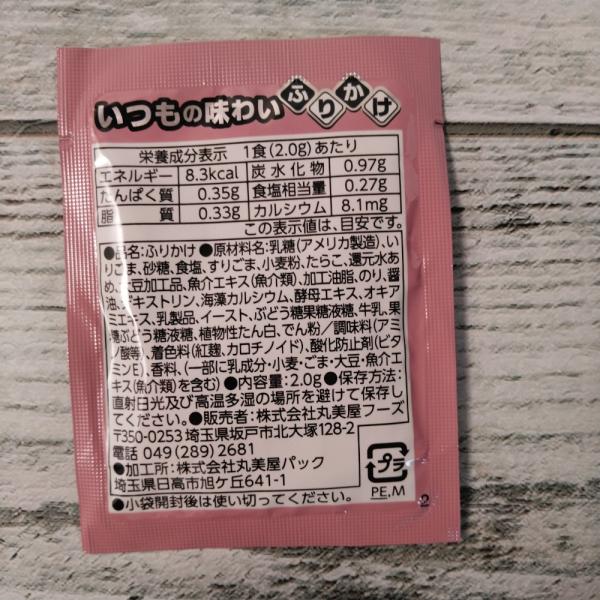 いつもの味わいふりかけ
栄養成分表示 1食(2.0g)あたり
エネルギー 8.3kcal 炭水化物 0.97g
たんぱく質 0.35g 食塩相当量 0.27g
脂質 0.33g カルシウム 8.1mg
この表示値は、目安です。
●品名:ふりかけ●原材料名:乳糖(アメリカ製造)、い
りごま、砂糖、食塩、すりごま、小麦粉、たらこ、還元水あ
め、大豆加工品、魚介エキス(魚介類)、加工油脂、のり、醤
油、デキストリン、海藻カルシウム、酵母エキス、オキア
ミエキス、乳製品、イースト、ぶどう糖果糖液糖、牛乳、果
糖ぶどう糖液糖、植物性たん白、でん粉/調味料(アミ
ノ酸等)、着色料(紅麹、カロチノイド)、酸化防止剤(ビタ
ミンE)、香料、(一部に乳成分・小麦・ごま・大豆・魚介エ
キス(魚介類)を含む)●内容量:2.0g●保存方法:
直射日光及び高温多湿の場所を避けて保存し
てください。●販売者:株式会社丸美屋フーズ
〒350-0253 埼玉県坂戸市北大塚128-2
電話 049(289)2681
●加工所:株式会社丸美屋パック
埼玉県日高市旭ケ丘641-1
●小袋開封後は使い切ってください。
プラ
PE,M
2